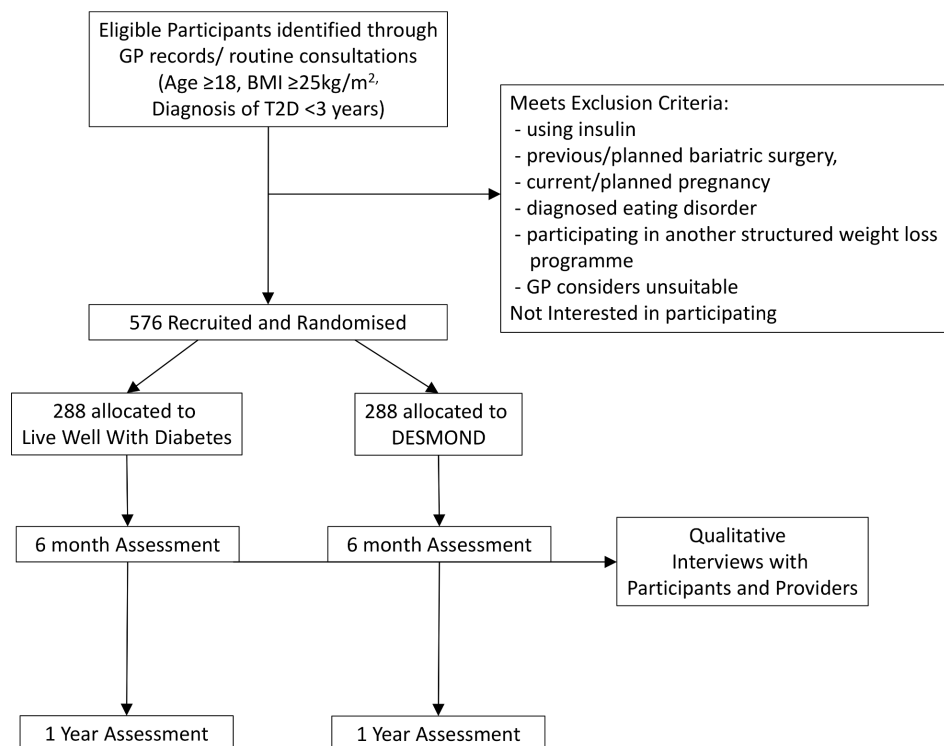 Eligible Participants identified through
GP records/ routine consultations
(Age ≥18, BMI ≥25kg/m²,
Diagnosis of T2D <3 years)
Meets Exclusion Criteria:
- using insulin
- previous/planned bariatric surgery,
- current/planned pregnancy
- diagnosed eating disorder
- participating in another structured weight loss
programme
- GP considers unsuitable
Not Interested in participating
576 Recruited and Randomised
288 allocated to
Live Well With Diabetes
288 allocated to
DESMOND
6 month Assessment
6 month Assessment
Qualitative
Interviews with
Participants and Providers
1 Year Assessment
1 Year Assessment